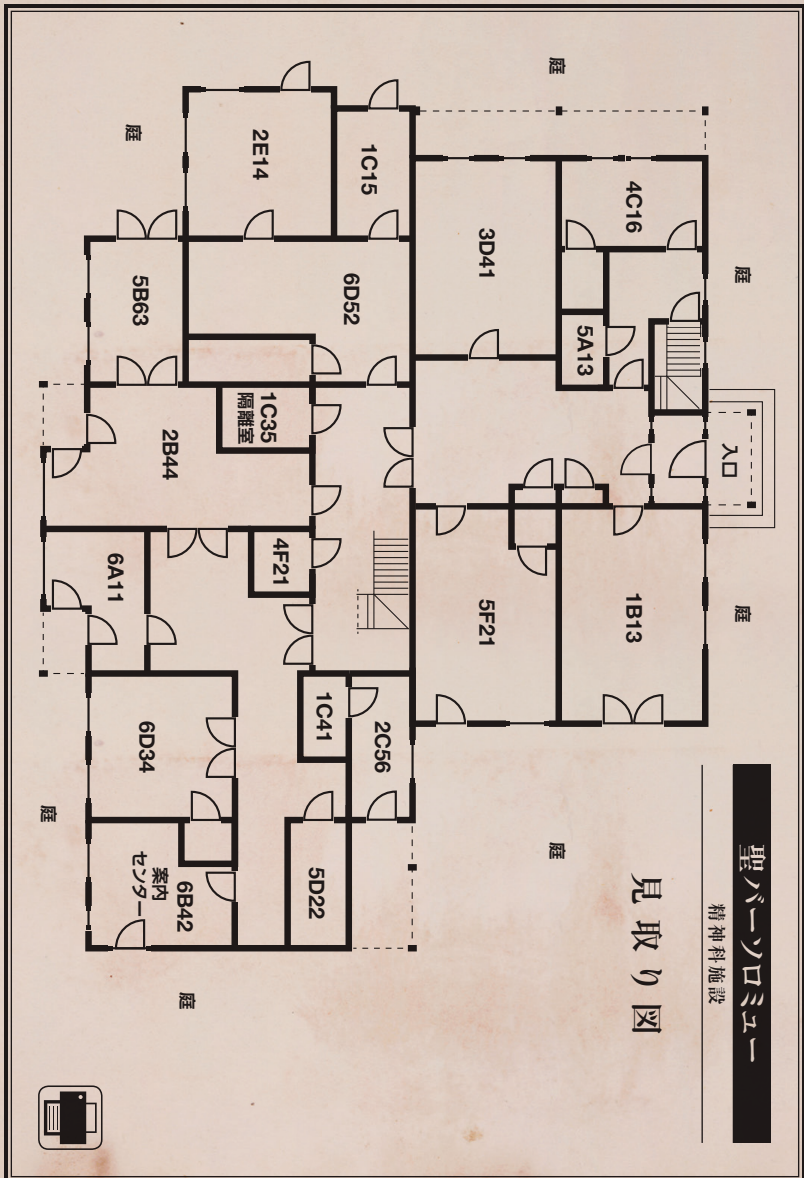 聖バーソロミュー
精神科施設
見取り図
庭
庭
入口
庭
庭
4C16
5A13
1B13
3D41
5F21
庭
1C15
6D52
2C56
1C41
5D22
2E14
1C35
隔離室
4F21
庭
5B63
2B44
6A11
6D34
6B42
案内
センター
庭
庭